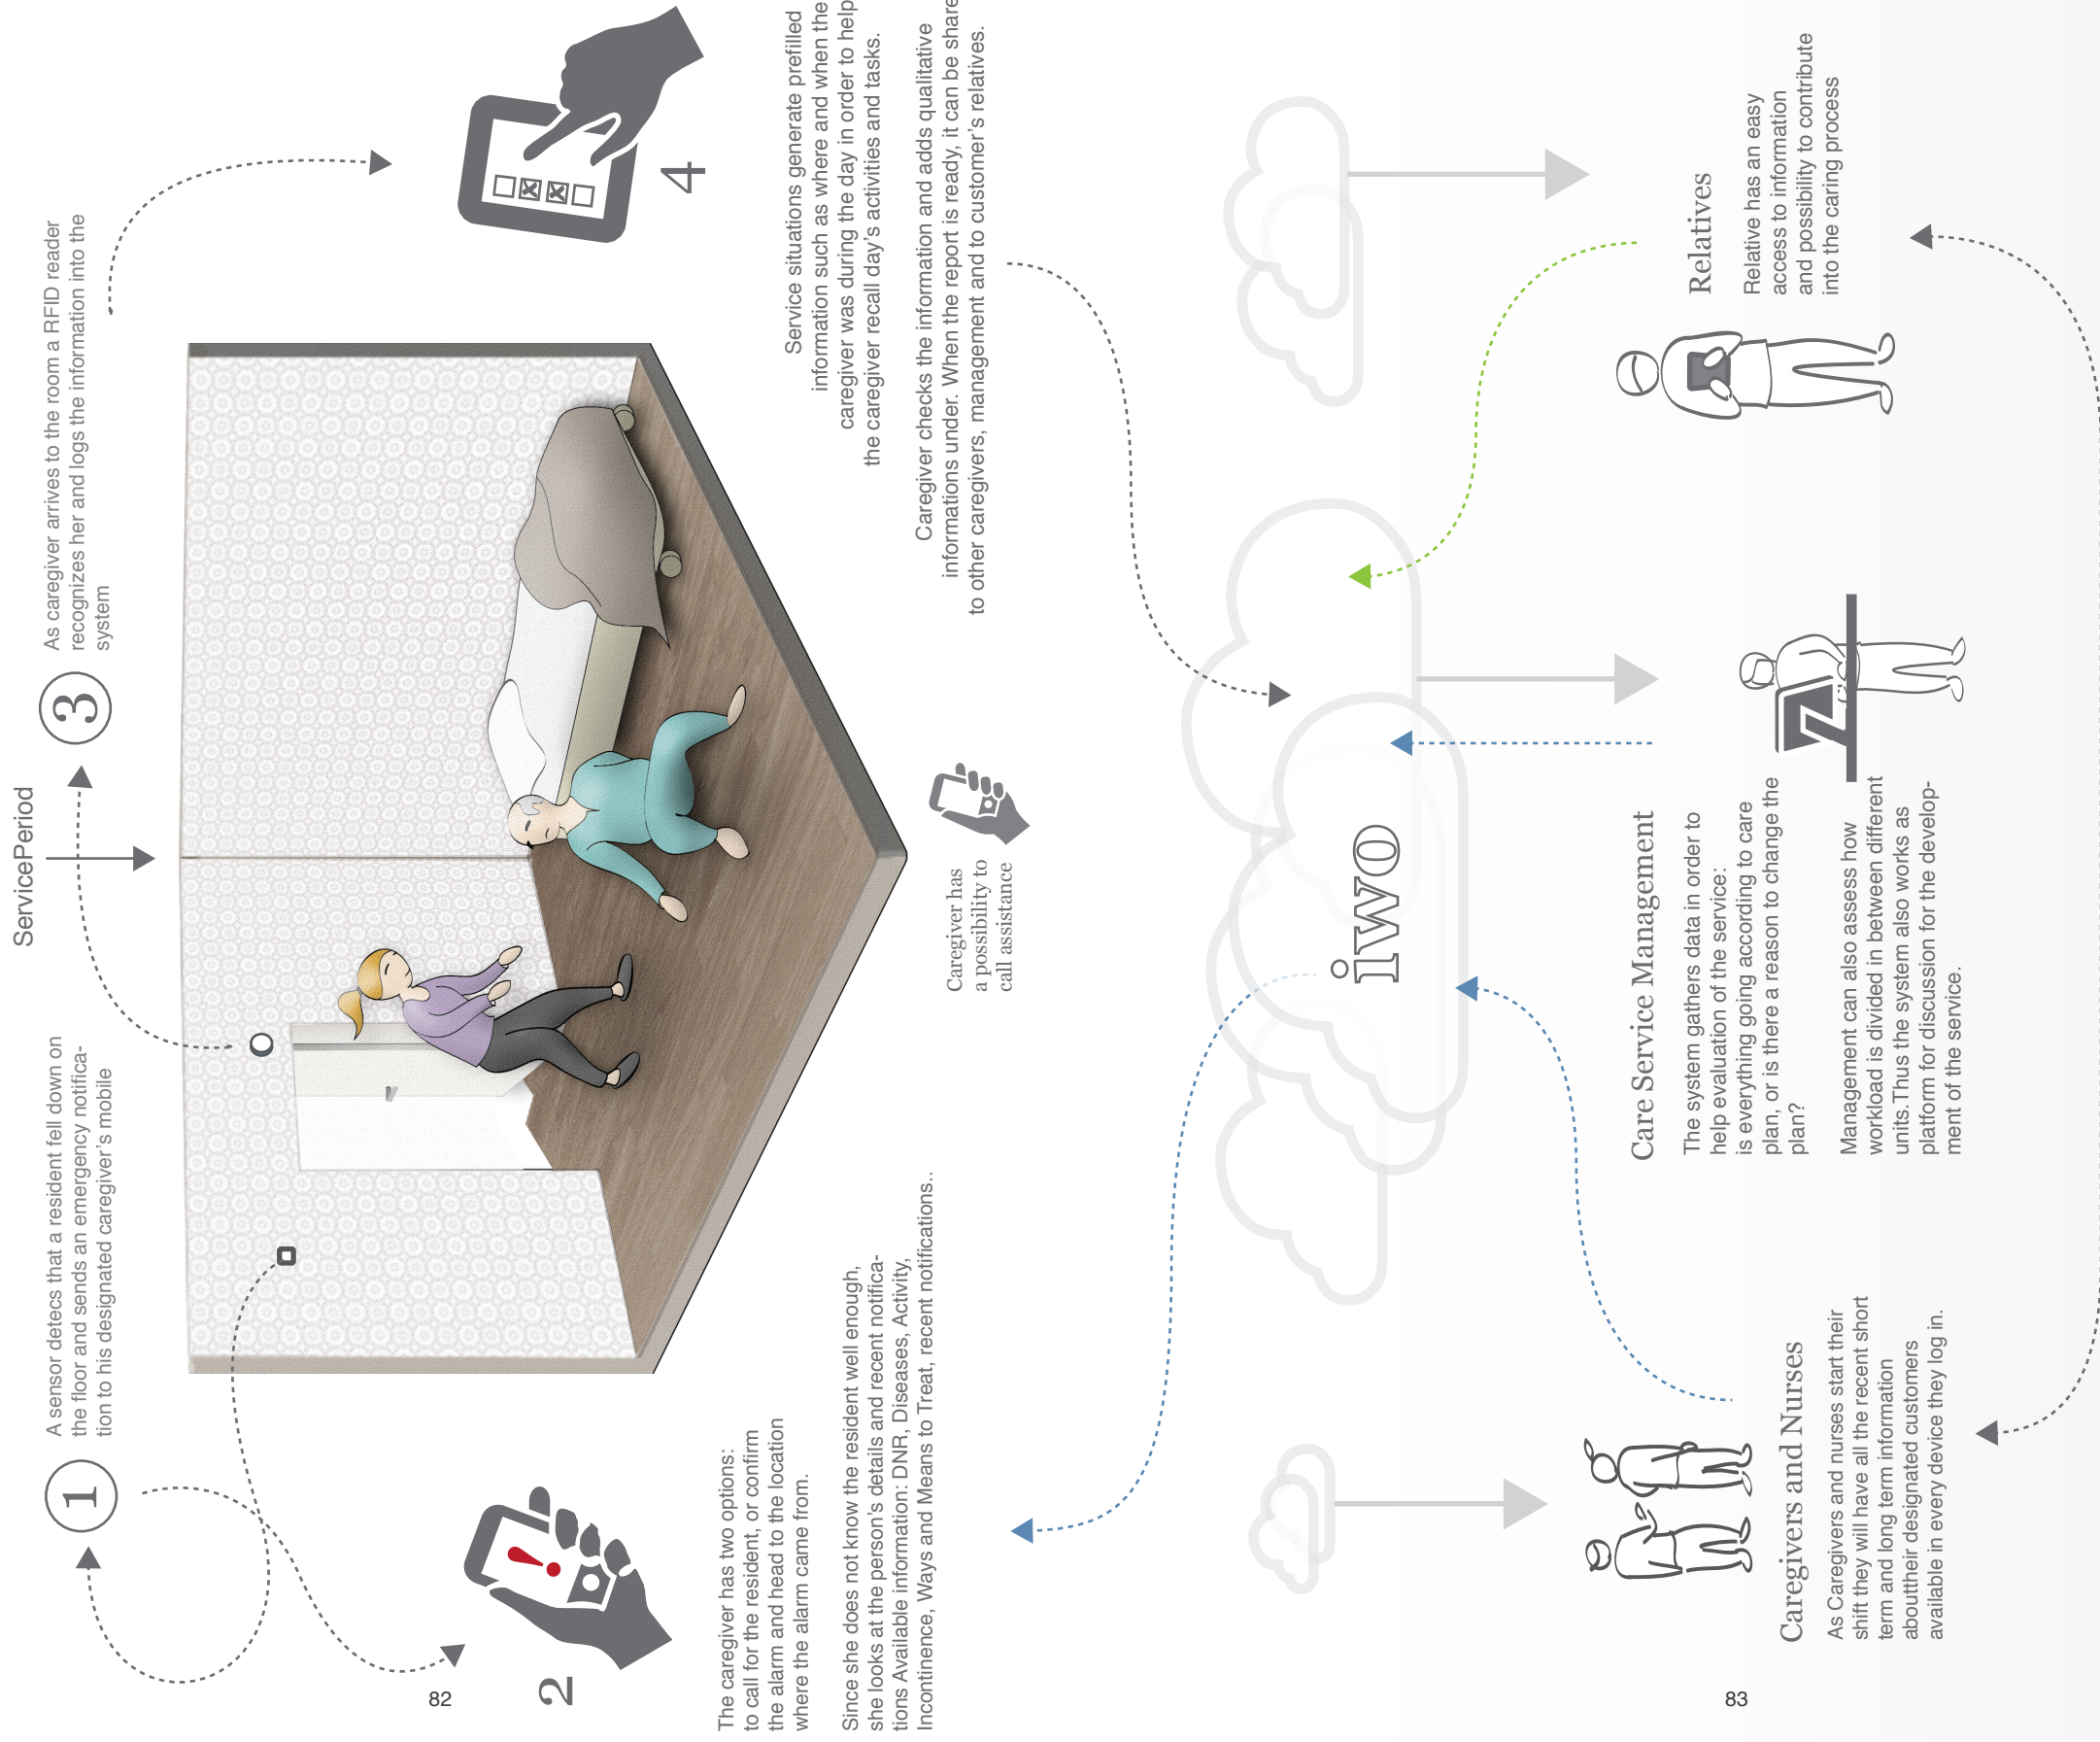 ServicePeriod
1
A sensor detecs that a resident fell down on
the floor and sends an emergency notifica-
tion to his designated caregiver's mobile
3
As caregiver arrives to the room a RFID reader
recognizes her and logs the information into the
system
2
The caregiver has two options:
to call for the resident, or confirm
the alarm and head to the location
where the alarm came from.
Since she does not know the resident well enough,
she looks at the person's details and recent notifica-
tions Available information: DNR, Diseases, Activity,
Incontinence, Ways and Means to Treat, recent notifications..
Caregiver has
a possibility to
call assistance
4
Service situations generate prefilled
information such as where and when the
caregiver was during the day in order to help
the caregiver recall day's activities and tasks.
Caregiver checks the information and adds qualitative
informations under. When the report is ready, it can be share
to other caregivers, management and to customer's relatives.
iwo
Caregivers and Nurses
As Caregivers and nurses start their
shift they will have all the recent short
term and long term information
abouttheir designated customers
available in every device they log in.
Care Service Management
The system gathers data in order to
help evaluation of the service:
is everything going according to care
plan, or is there a reason to change the
plan?
Management can also assess how
workload is divided in between different
units.Thus the system also works as
platform for discussion for the develop-
ment of the service.
Relatives
Relative has an easy
access to information
and possibility to contribute
into the caring process
82
83